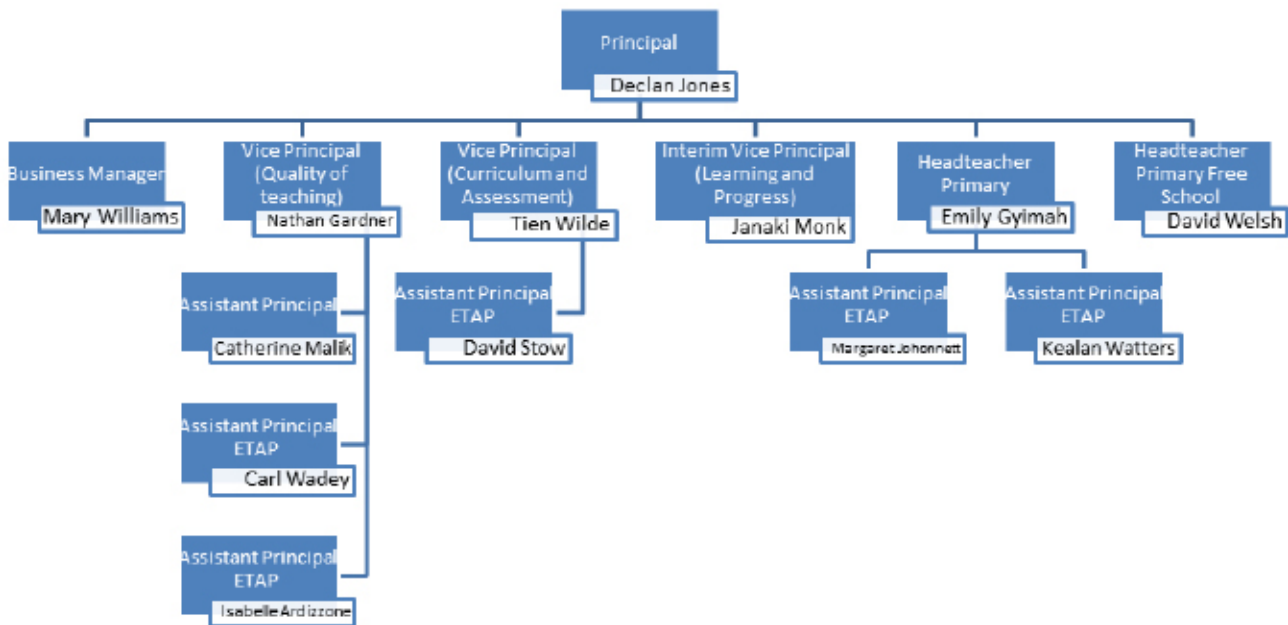 Principal
Declan Jones
Business Manager
Mary Williams
Vice Principal
(Quality of
teaching)
Nathan Gardner
Vice Principal
(Curriculum and
Assessment)
Tien Wilde
Interim Vice Principal
(Learning and
Progress)
Janaki Monk
Headteacher
Primary
Emily Gyimah
Headteacher
Primary Free
School
David Welsh
Assistant Principal
Catherine Malik
Assistant Principal
ETAP
David Stow
Assistant Principal
ETAP
Margaret Johonnett
Assistant Principal
ETAP
Kealan Watters
Assistant Principal
ETAP
Carl Wadey
Assistant Principal
ETAP
Isabelle Ardizzone